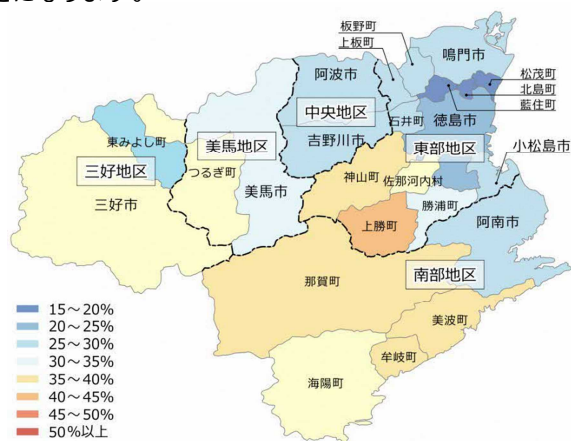 になります。
板野町
上板町
鳴門市
阿波市
松茂町
北島町
藍住町
中央地区
石井町
徳島市
美馬地区
東みよし町
吉野川市
東部地区
小松島市
三好地区
つるぎ町
神山町
佐那河内村
美馬市
勝浦町
三好市
上勝町
阿南市
那賀町
南部地区
美波町
牟岐町
海陽町
15～20%
20～25%
25～30%
30～35%
35～40%
40～45%
45～50%
50%以上